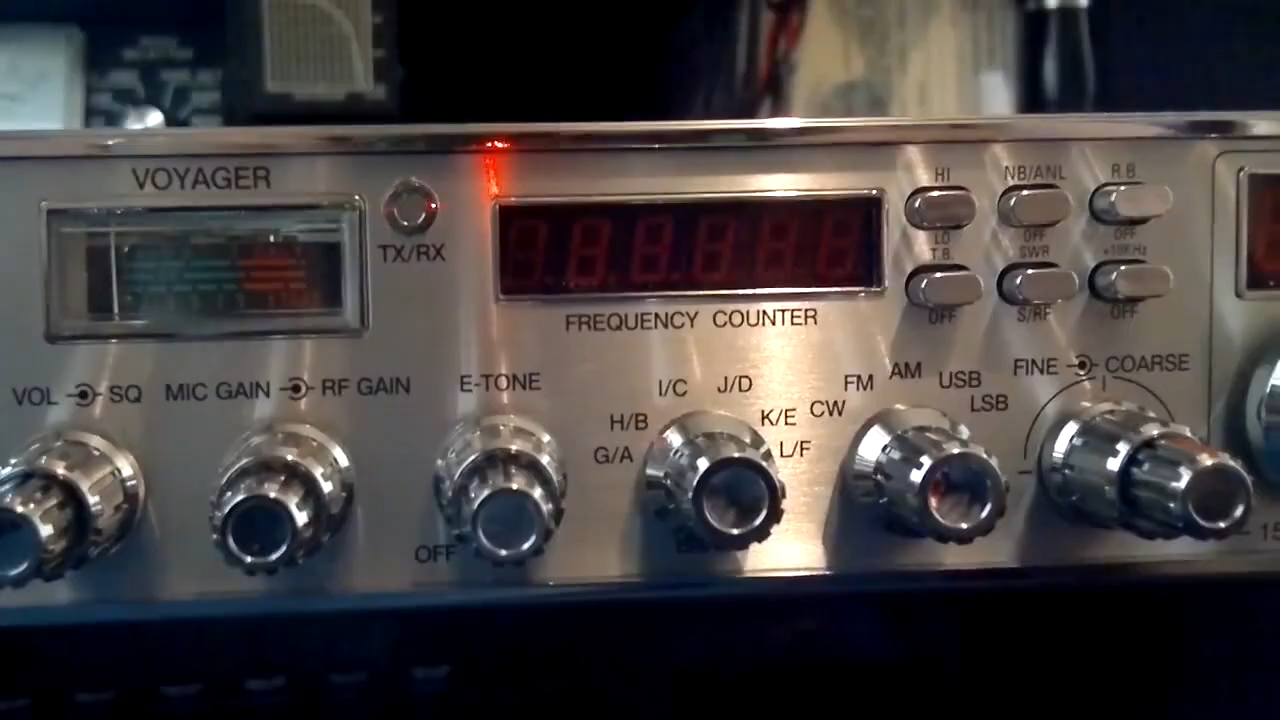 VOYAGER
TX/RX
FREQUENCY COUNTER
HI
NB/ANL
R.B.
LO
OFF
OFF
T.B.
SWR
+10KHz
OFF
S/RF
OFF
VOL SQ
MIC GAIN RF GAIN
E-TONE
OFF
G/A
H/B
I/C
J/D
K/E
L/F
CW
FM
AM
USB
LSB
FINE COARSE
15